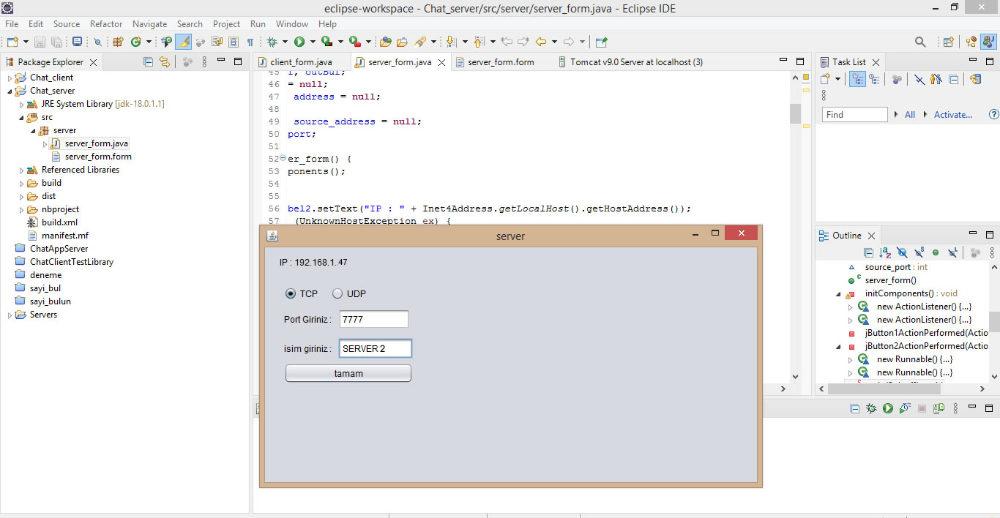 eclipse-workspace - Chat_server/src/server/server_form.java - Eclipse IDE
File Edit Source Refactor Navigate Search Project Run Window Help
Package Explorer
Chat_client
Chat_server
JRE System Library [jdk-18.0.1.1]
src
server
server_form.java
server_form.form
Referenced Libraries
build
dist
nbproject
build.xml
manifest.mf
ChatAppServer
ChatClientTestLibrary
deneme
sayi_bul
sayi_bulun
Servers
client_form.java server_form.java server_form.form Tomcat v9.0 Server at localhost (3)
45 r, outBuf;
46 = null;
47 address = null;
48
49 source_address = null;
50 port;
51
52 er_form() {
53 ponents();
54
55
56 bel2.setText("IP : " + Inet4Address.getLocalHost().getHostAddress());
57 (UnknownHostException ex) {
server
IP : 192.168.1.47
TCP UDP
Port Giriniz : 7777
isim giriniz : SERVER 2
tamam
Task List
Find All Activate...
Outline
source_port : int
server_form()
initComponents() : void
new ActionListener() {...}
new ActionListener() {...}
jButton1ActionPerformed(Actio
jButton2ActionPerformed(Actio
new Runnable() {...}
new Runnable() {...}